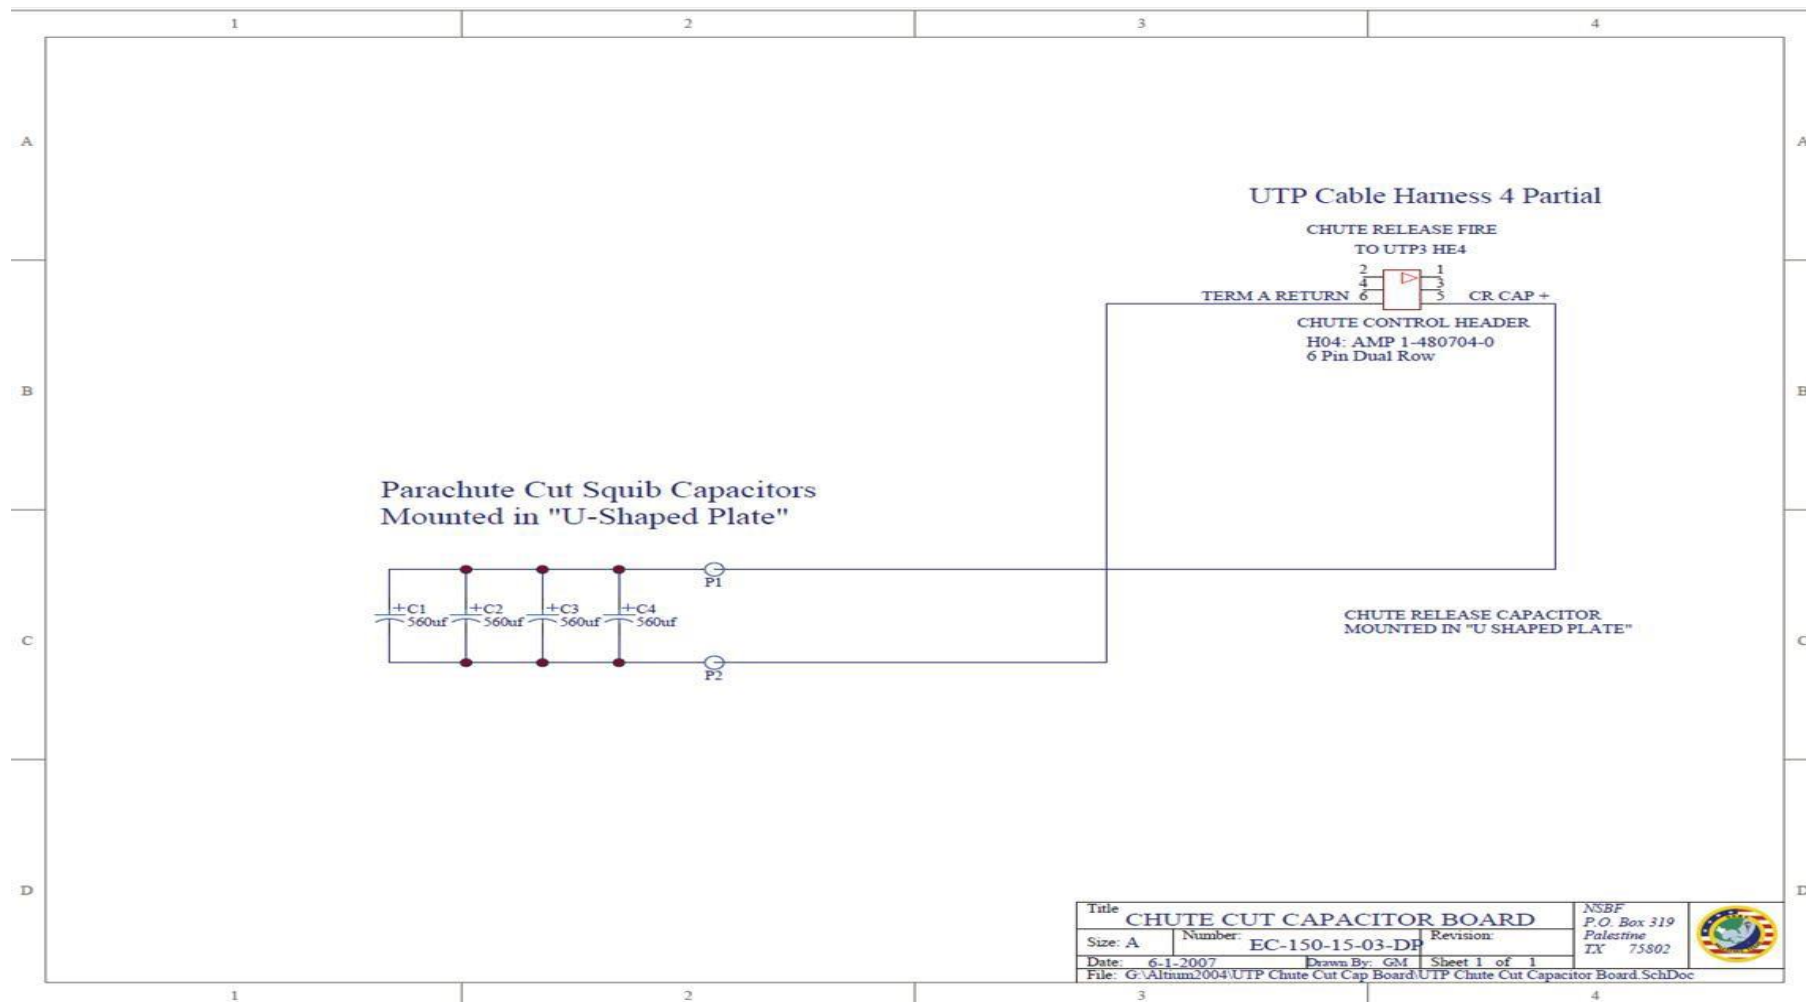 1 2 3 4
A A
UTP Cable Harness 4 Partial
CHUTE RELEASE FIRE
TO UTP3 HE4
2 1
4 3
TERM A RETURN 6 5 CR CAP +
CHUTE CONTROL HEADER
H04: AMP 1-480704-0
6 Pin Dual Row
B B
Parachute Cut Squib Capacitors
Mounted in "U-Shaped Plate"
P1
+C1 +C2 +C3 +C4
560uf 560uf 560uf 560uf
CHUTE RELEASE CAPACITOR
MOUNTED IN "U SHAPED PLATE"
C C
P2
D D
Title
CHUTE CUT CAPACITOR BOARD
Size: A Number: EC-150-15-03-DP Revision:
Date: 6-1-2007 Drawn By: GM Sheet 1 of 1
File: G:\Altium2004\UTP Chute Cut Cap Board\UTP Chute Cut Capacitor Board.SchDoc
NSBF
P.O. Box 319
Palestine
TX 75802
1 2 3 4